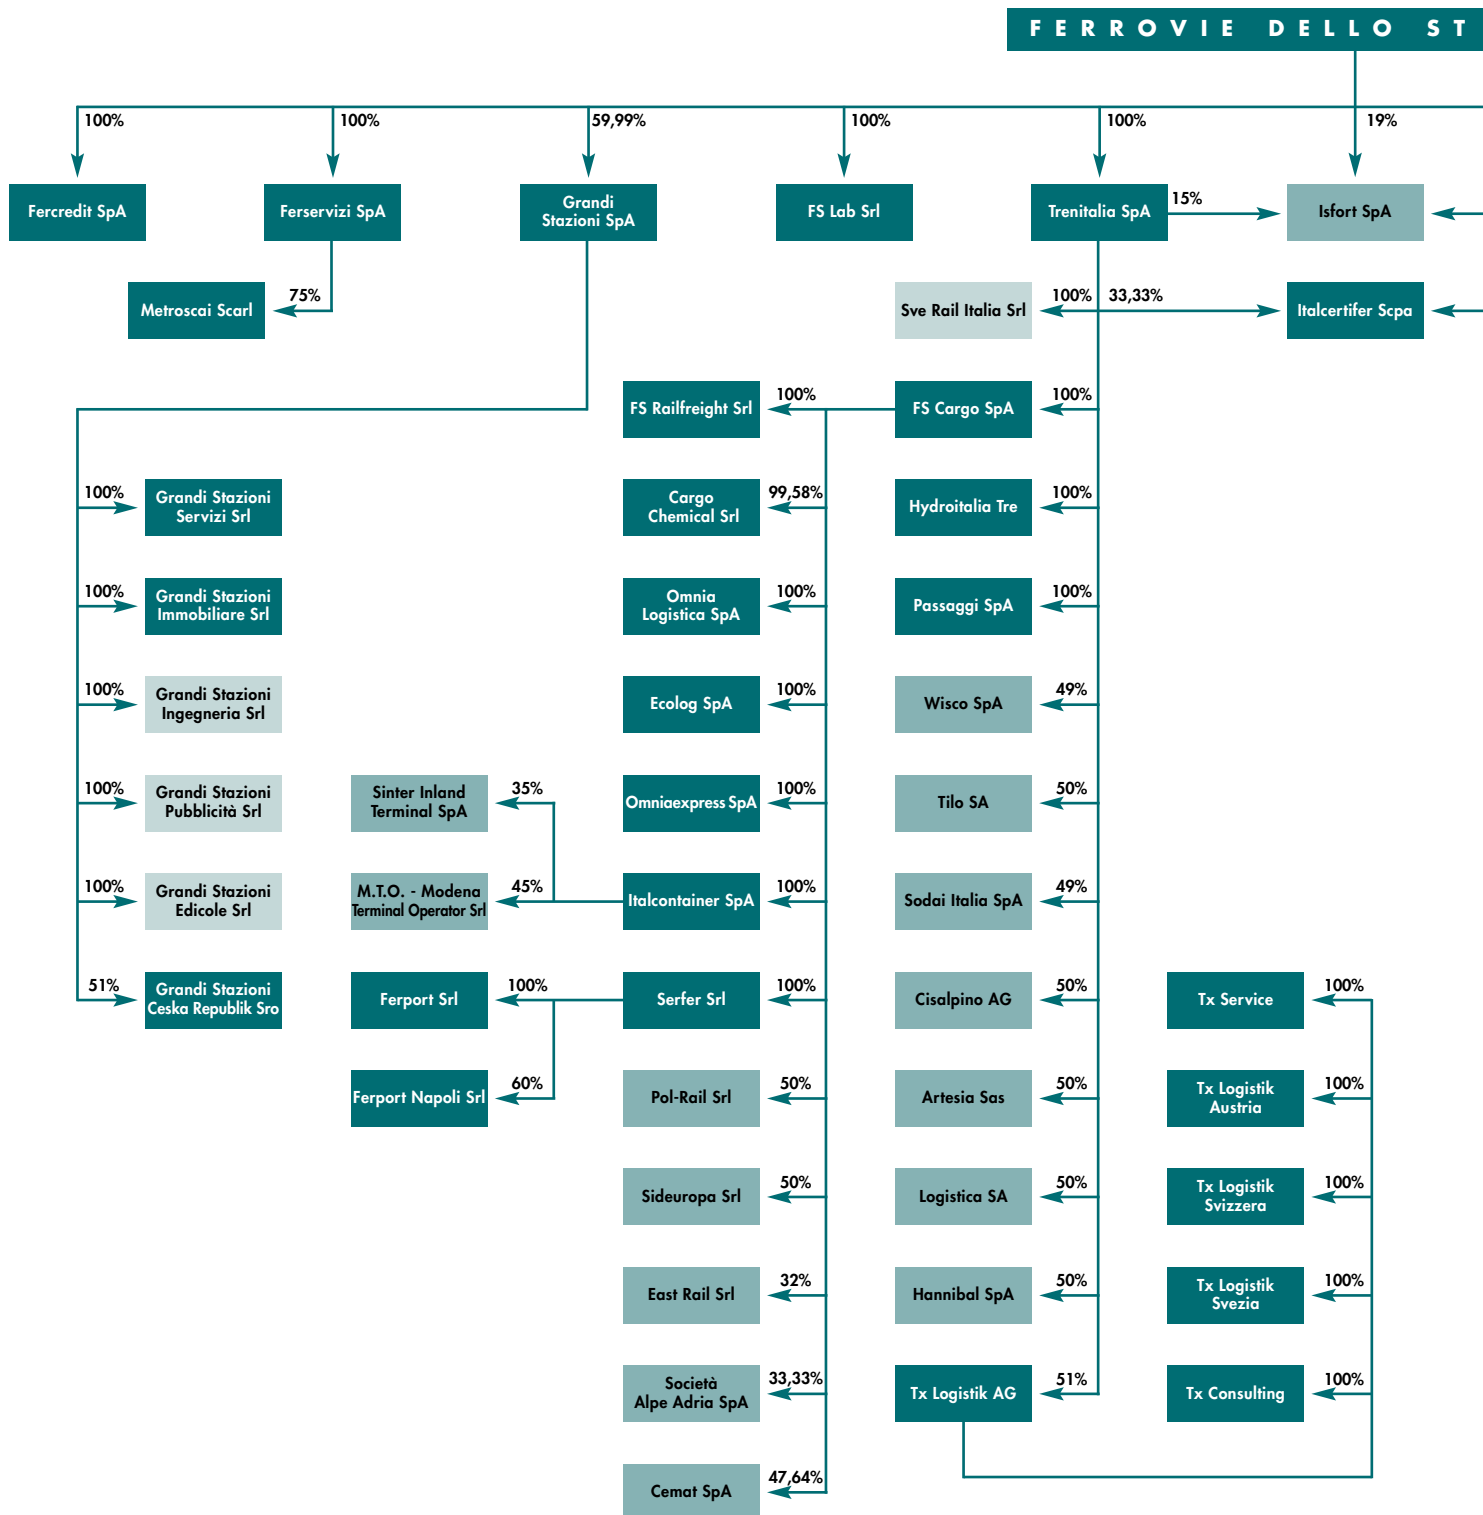 FERROVIE DELLO ST
100%
100%
59,99%
100%
100%
19%
Fercredit SpA
Ferservizi SpA
Grandi
Stazioni SpA
FS Lab Srl
Trenitalia SpA
15%
Isfort SpA
Metroscai Scarl
75%
Sve Rail Italia Srl
100%
33,33%
Italcertifer Scpa
FS Railfreight Srl
100%
FS Cargo SpA
100%
100%
Grandi Stazioni
Servizi Srl
Cargo
Chemical Srl
99,58%
Hydroitalia Tre
100%
100%
Grandi Stazioni
Immobiliare Srl
Omnia
Logistica SpA
100%
Passaggi SpA
100%
100%
Grandi Stazioni
Ingegneria Srl
Ecolog SpA
100%
Wisco SpA
49%
100%
Grandi Stazioni
Pubblicità Srl
Sinter Inland
Terminal SpA
35%
Omniaexpress SpA
100%
Tilo SA
50%
100%
Grandi Stazioni
Edicole Srl
M.T.O. - Modena
Terminal Operator Srl
45%
Italcontainer SpA
100%
Sodai Italia SpA
49%
51%
Grandi Stazioni
Ceska Republik Sro
Ferport Srl
100%
Serfer Srl
100%
Cisalpino AG
50%
Tx Service
100%
Ferport Napoli Srl
60%
Pol-Rail Srl
50%
Artesia Sas
50%
Tx Logistik
Austria
100%
Sideuropa Srl
50%
Logistica SA
50%
Tx Logistik
Svizzera
100%
East Rail Srl
32%
Hannibal SpA
50%
Tx Logistik
Svezia
100%
Società
Alpe Adria SpA
33,33%
Tx Logistik AG
51%
Tx Consulting
100%
Cemat SpA
47,64%